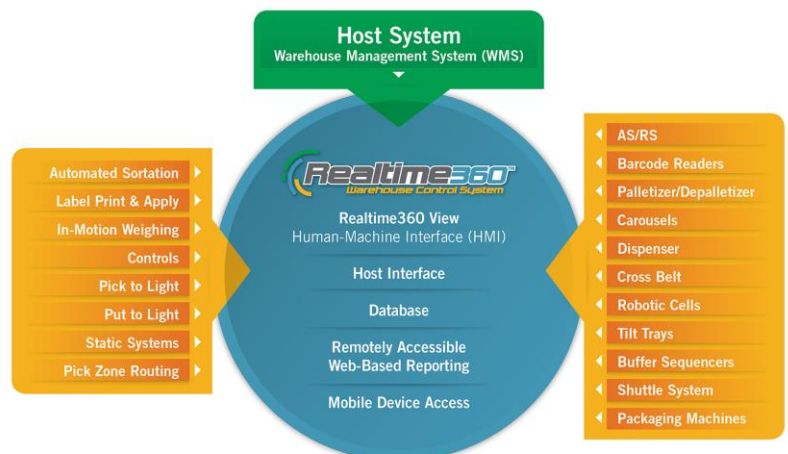 Host System
Warehouse Management System (WMS)
Automated Sortation
Label Print & Apply
In-Motion Weighing
Controls
Pick to Light
Put to Light
Static Systems
Pick Zone Routing
Realtime360™
Warehouse Control System
Realtime360 View
Human-Machine Interface (HMI)
Host Interface
Database
Remotely Accessible
Web-Based Reporting
Mobile Device Access
AS/RS
Barcode Readers
Palletizer/Depalletizer
Carousels
Dispenser
Cross Belt
Robotic Cells
Tilt Trays
Buffer Sequencers
Shuttle System
Packaging Machines